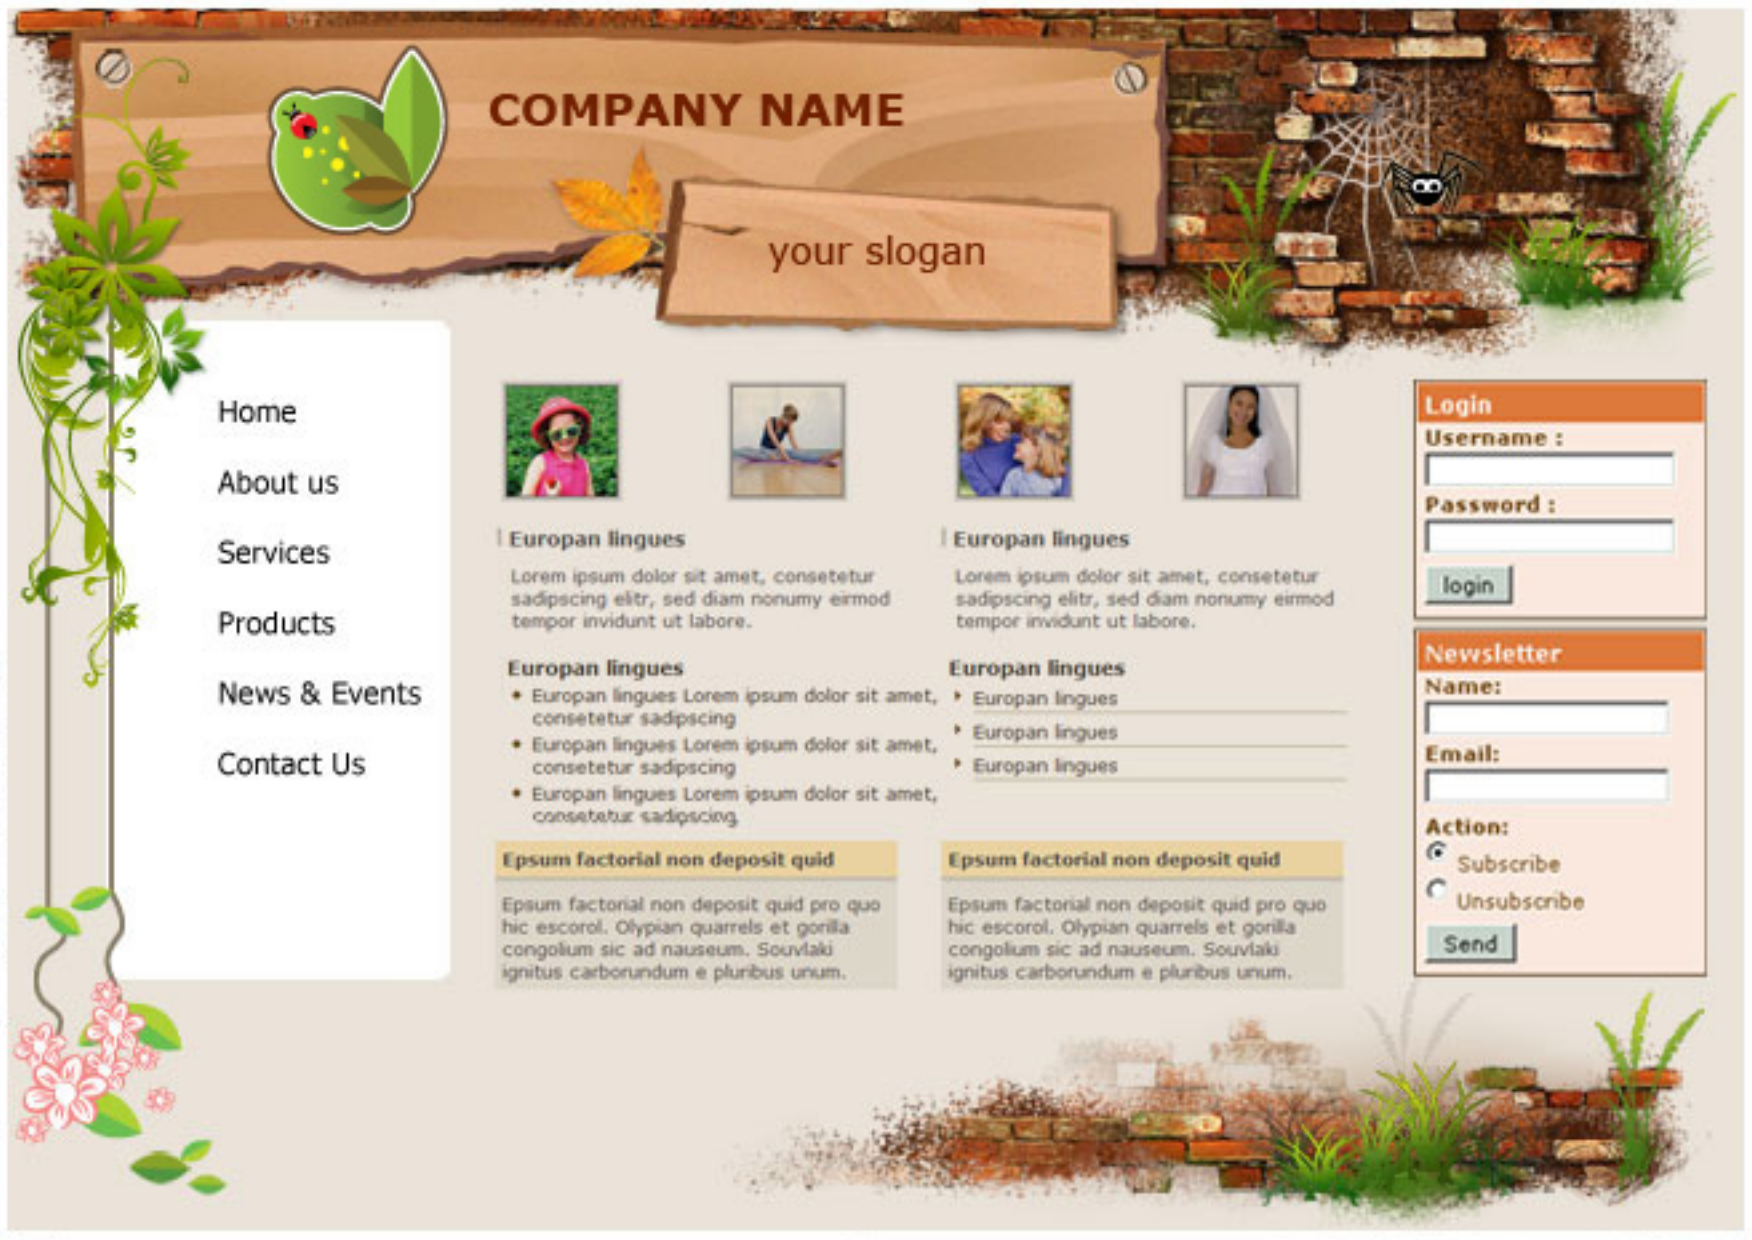 COMPANY NAME
your slogan
Home
About us
Services
Products
News & Events
Contact Us
Europan lingues
Lorem ipsum dolor sit amet, consetetur
sadipscing elitr, sed diam nonumy eirmod
tempor invidunt ut labore.
Europan lingues
Europan lingues Lorem ipsum dolor sit amet,
consetetur sadipscing
Europan lingues Lorem ipsum dolor sit amet,
consetetur sadipscing
Europan lingues Lorem ipsum dolor sit amet,
consetetur sadipscing
Epsum factorial non deposit quid
Epsum factorial non deposit quid pro quo
hic escorol. Olypian quarrels et gorilla
congolium sic ad nauseum. Souvlaki
ignitus carborundum e pluribus unum.
Europan lingues
Lorem ipsum dolor sit amet, consetetur
sadipscing elitr, sed diam nonumy eirmod
tempor invidunt ut labore.
Europan lingues
Europan lingues
Europan lingues
Europan lingues
Epsum factorial non deposit quid
Epsum factorial non deposit quid pro quo
hic escorol. Olypian quarrels et gorilla
congolium sic ad nauseum. Souvlaki
ignitus carborundum e pluribus unum.
Login
Username :
Password :
login
Newsletter
Name:
Email:
Action:
Subscribe
Unsubscribe
Send